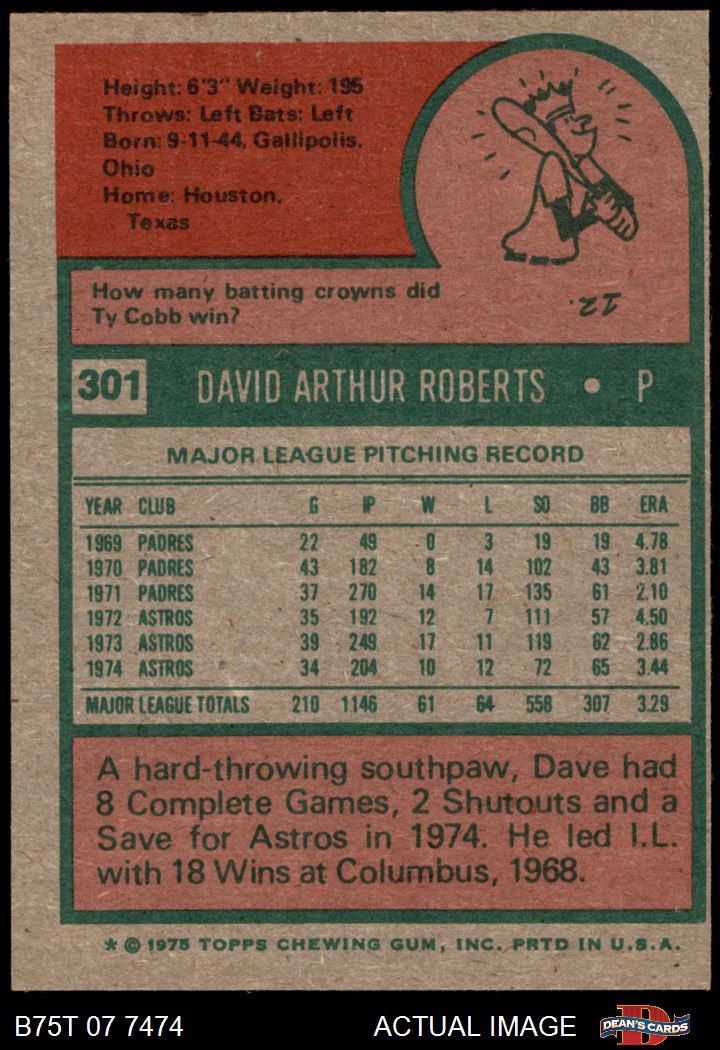 Height: 6'3" Weight: 195
Throws: Left Bats: Left
Born: 9-11-44, Gallipolis,
Ohio
Home: Houston,
Texas
How many batting crowns did
Ty Cobb win?
12.
301 DAVID ARTHUR ROBERTS • P
MAJOR LEAGUE PITCHING RECORD
YEAR CLUB G IP W L SO BB ERA
1969 PADRES 22 49 0 3 19 19 4.78
1970 PADRES 43 182 8 14 102 43 3.81
1971 PADRES 37 270 14 17 135 61 2.10
1972 ASTROS 35 192 12 7 111 57 4.50
1973 ASTROS 39 249 17 11 119 62 2.86
1974 ASTROS 34 204 10 12 72 65 3.44
MAJOR LEAGUE TOTALS 210 1146 61 64 558 307 3.29
A hard-throwing southpaw, Dave had
8 Complete Games, 2 Shutouts and a
Save for Astros in 1974. He led I.L.
with 18 Wins at Columbus, 1968.
* © 1975 TOPPS CHEWING GUM, INC. PRTD IN U.S.A.
B75T 07 7474 ACTUAL IMAGE DEAN'S CARDS